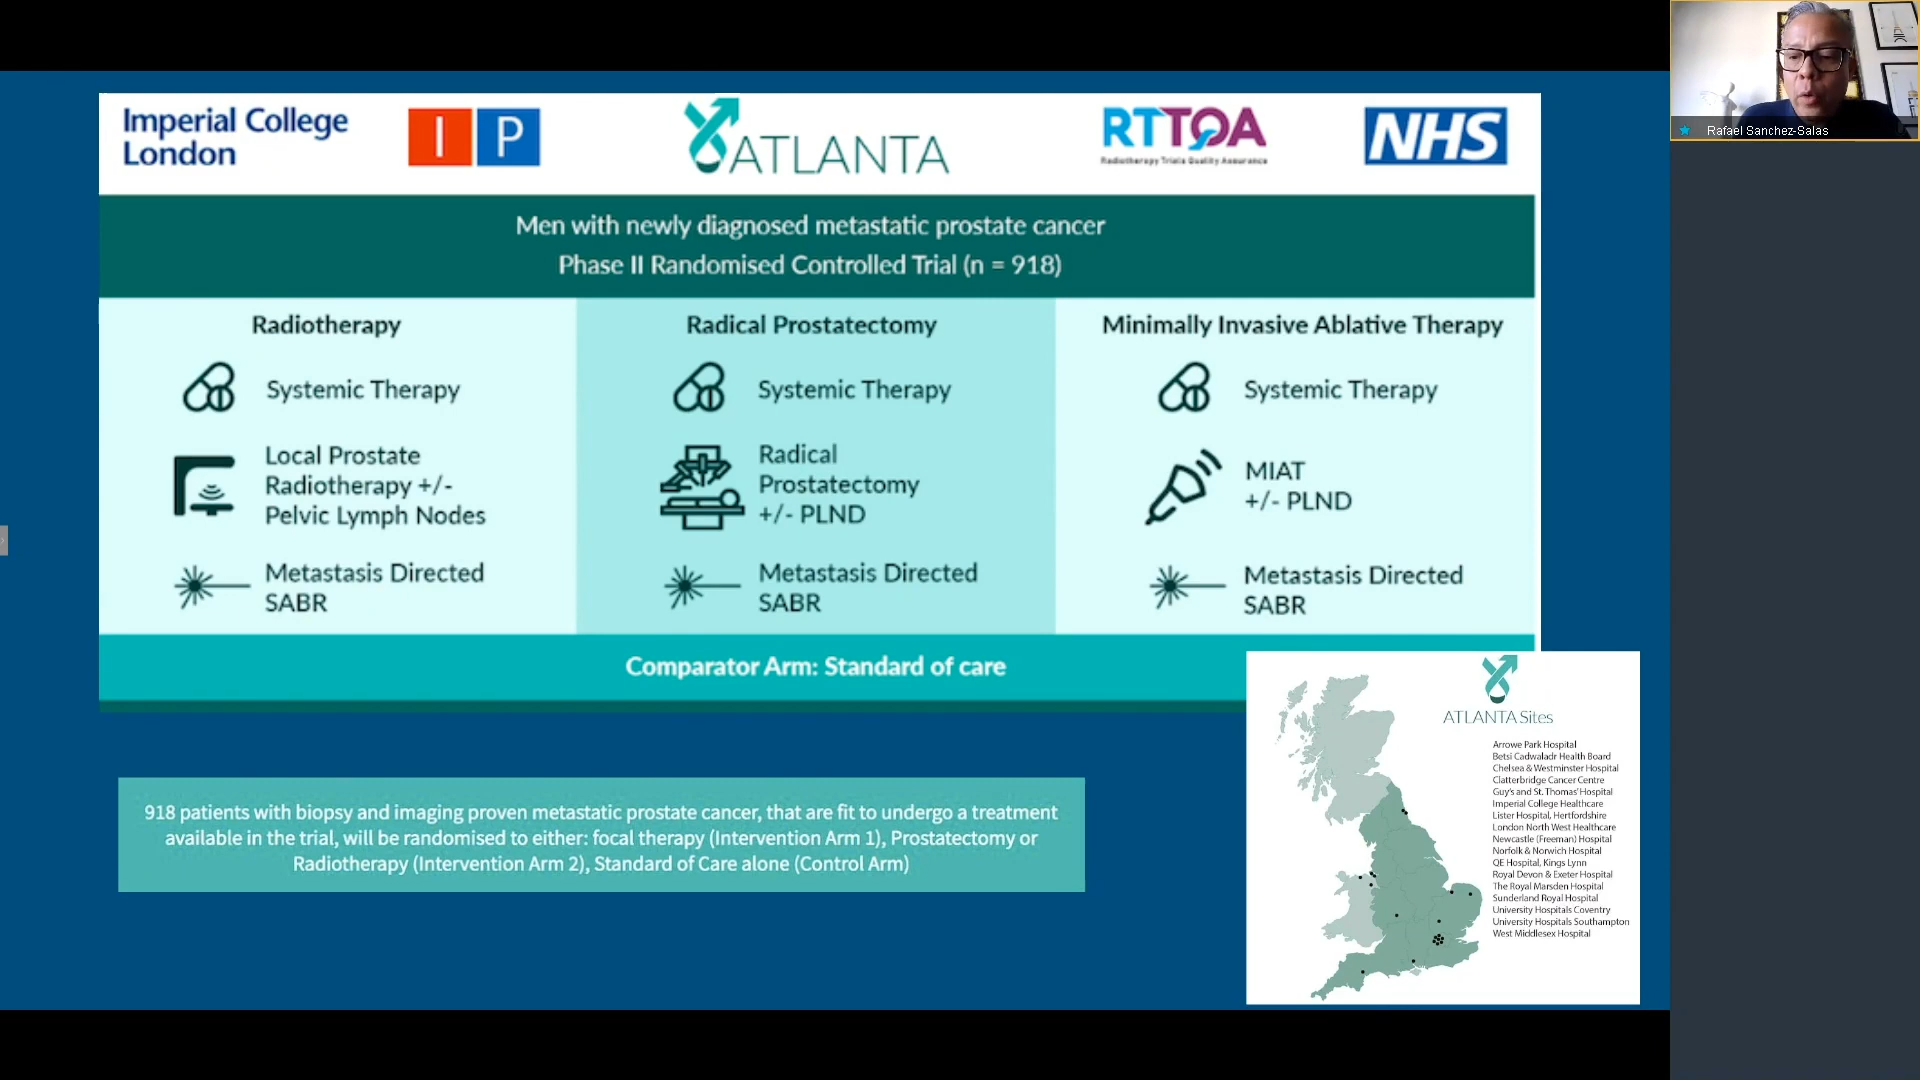 Imperial College
London
I P
ATLANTA
RTTQA
Radiotherapy Trials Quality Assurance
NHS
Men with newly diagnosed metastatic prostate cancer
Phase II Randomised Controlled Trial (n = 918)
Radiotherapy
Systemic Therapy
Local Prostate
Radiotherapy +/-
Pelvic Lymph Nodes
Metastasis Directed
SABR
Radical Prostatectomy
Systemic Therapy
Radical
Prostatectomy
+/- PLND
Metastasis Directed
SABR
Minimally Invasive Ablative Therapy
Systemic Therapy
MIAT
+/- PLND
Metastasis Directed
SABR
Comparator Arm: Standard of care
918 patients with biopsy and imaging proven metastatic prostate cancer, that are fit to undergo a treatment
available in the trial, will be randomised to either: focal therapy (Intervention Arm 1), Prostatectomy or
Radiotherapy (Intervention Arm 2), Standard of Care alone (Control Arm)
ATLANTA Sites
Arrowe Park Hospital
Betsi Cadwaladr Health Board
Chelsea & Westminster Hospital
Clatterbridge Cancer Centre
Guy's and St. Thomas' Hospital
Imperial College Healthcare
Lister Hospital, Hertfordshire
London North West Healthcare
Newcastle (Freeman) Hospital
Norfolk & Norwich Hospital
QE Hospital, Kings Lynn
Royal Devon & Exeter Hospital
The Royal Marsden Hospital
Sunderland Royal Hospital
University Hospitals Coventry
University Hospitals Southampton
West Middlesex Hospital
Rafael Sanchez-Salas